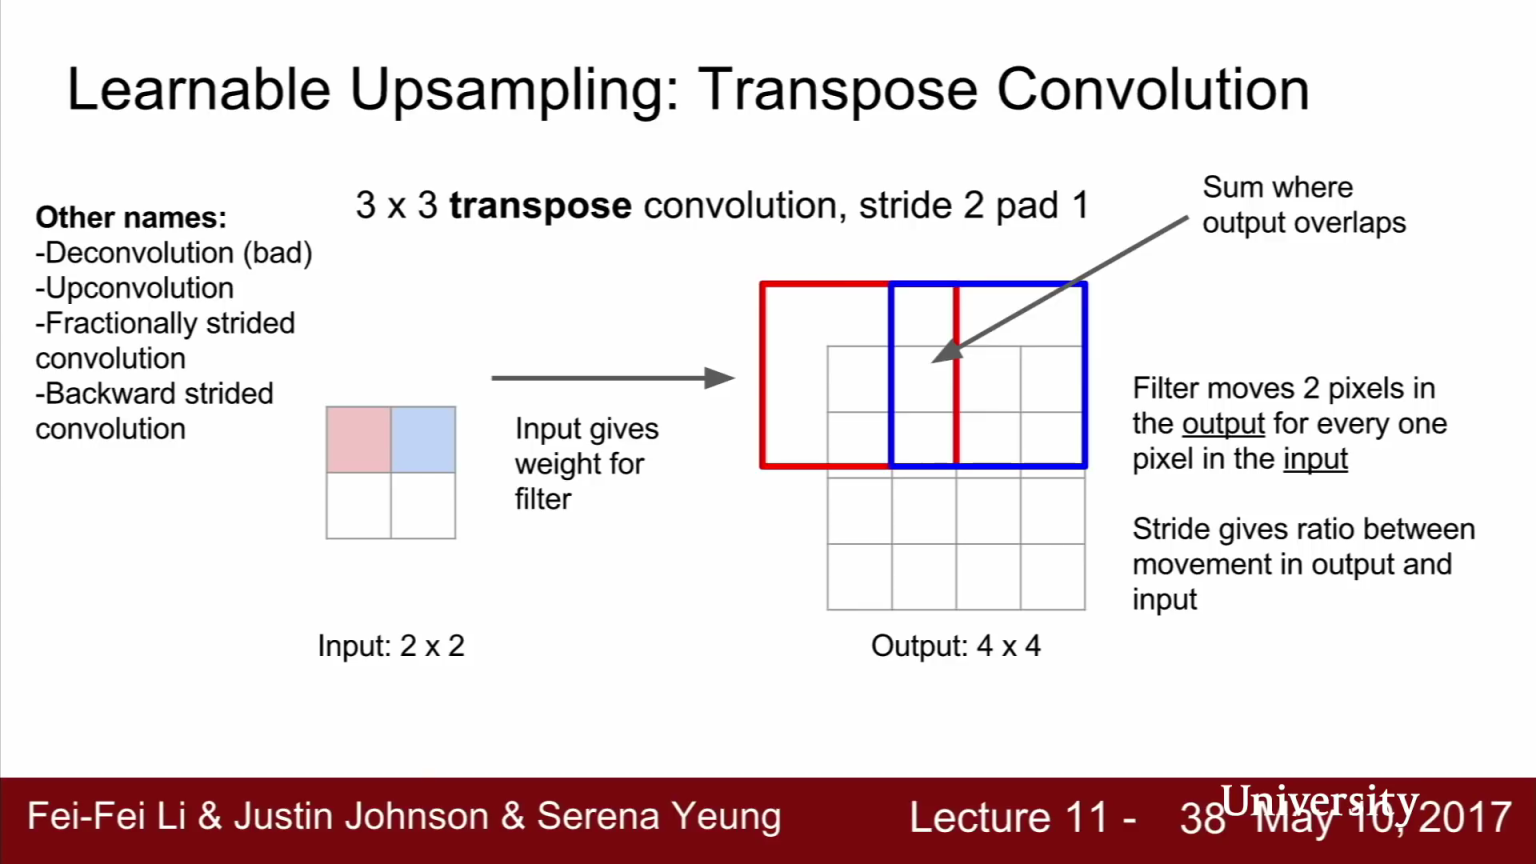 Learnable Upsampling: Transpose Convolution
Other names:
-Deconvolution (bad)
-Upconvolution
-Fractionally strided
convolution
-Backward strided
convolution
3 x 3 transpose convolution, stride 2 pad 1
Sum where
output overlaps
Input gives
weight for
filter
Filter moves 2 pixels in
the output for every one
pixel in the input
Stride gives ratio between
movement in output and
input
Input: 2 x 2
Output: 4 x 4
Fei-Fei Li & Justin Johnson & Serena Yeung
Lecture 11 - 38 May 10, 2017
University